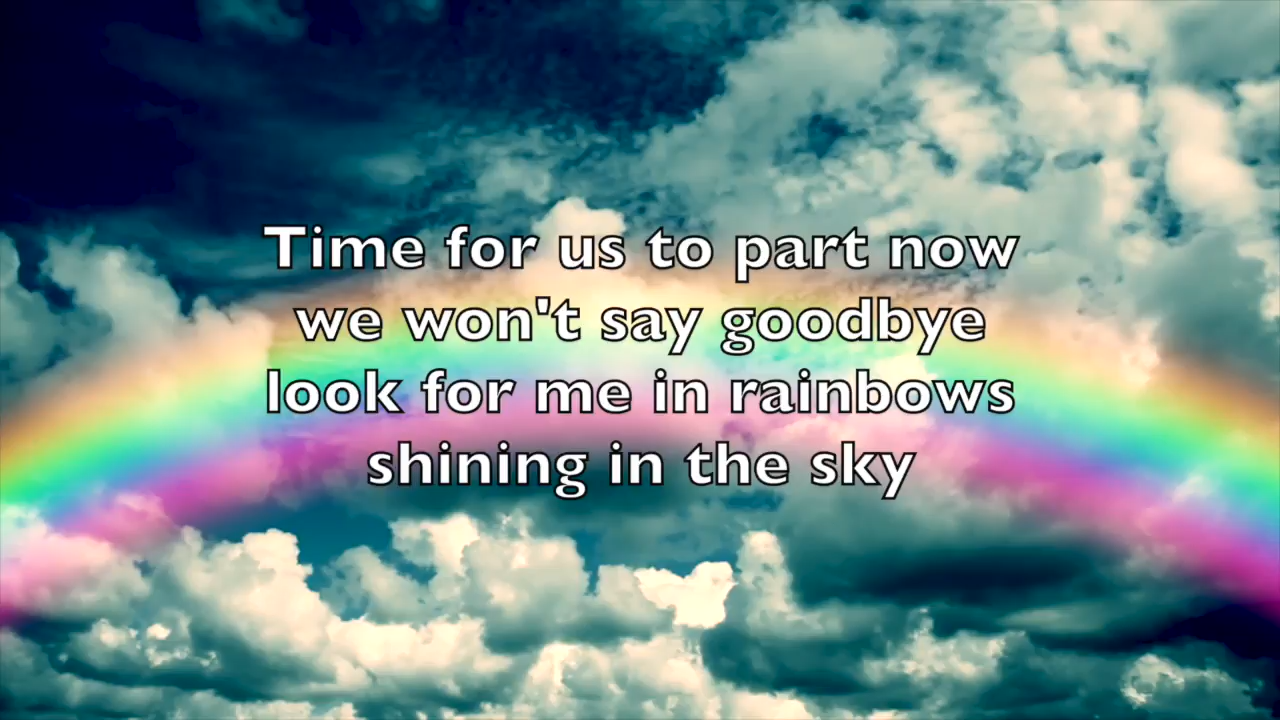 Time for us to part now
we won't say goodbye
look for me in rainbows
shining in the sky